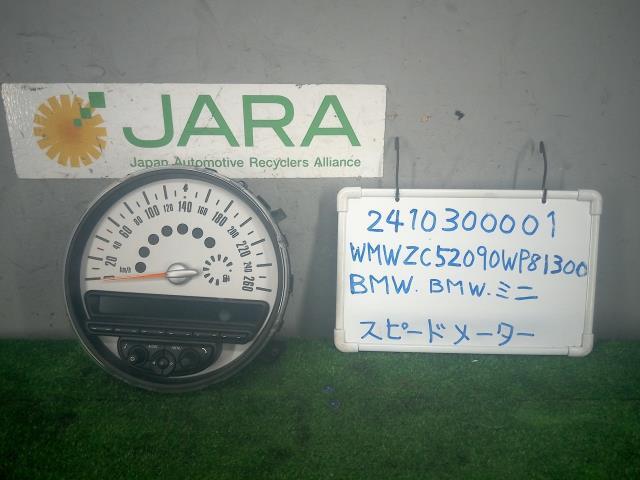 JARA
Japan Automotive Recyclers Alliance
20 40 60 80 100 120 140 160 180 200 220 240 260
km/h
2410300001
WMWZC52090WP81300
BMW. BMW. ミニ
スピードメーター